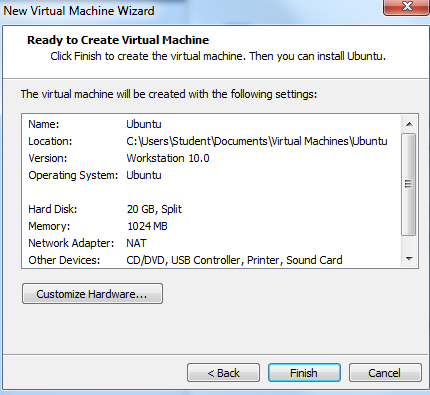 New Virtual Machine Wizard
Ready to Create Virtual Machine
Click Finish to create the virtual machine. Then you can install Ubuntu.
The virtual machine will be created with the following settings:
Name: Ubuntu
Location: C:\Users\Student\Documents\Virtual Machines\Ubuntu
Version: Workstation 10.0
Operating System: Ubuntu
Hard Disk: 20 GB, Split
Memory: 1024 MB
Network Adapter: NAT
Other Devices: CD/DVD, USB Controller, Printer, Sound Card
Customize Hardware...
< Back Finish Cancel